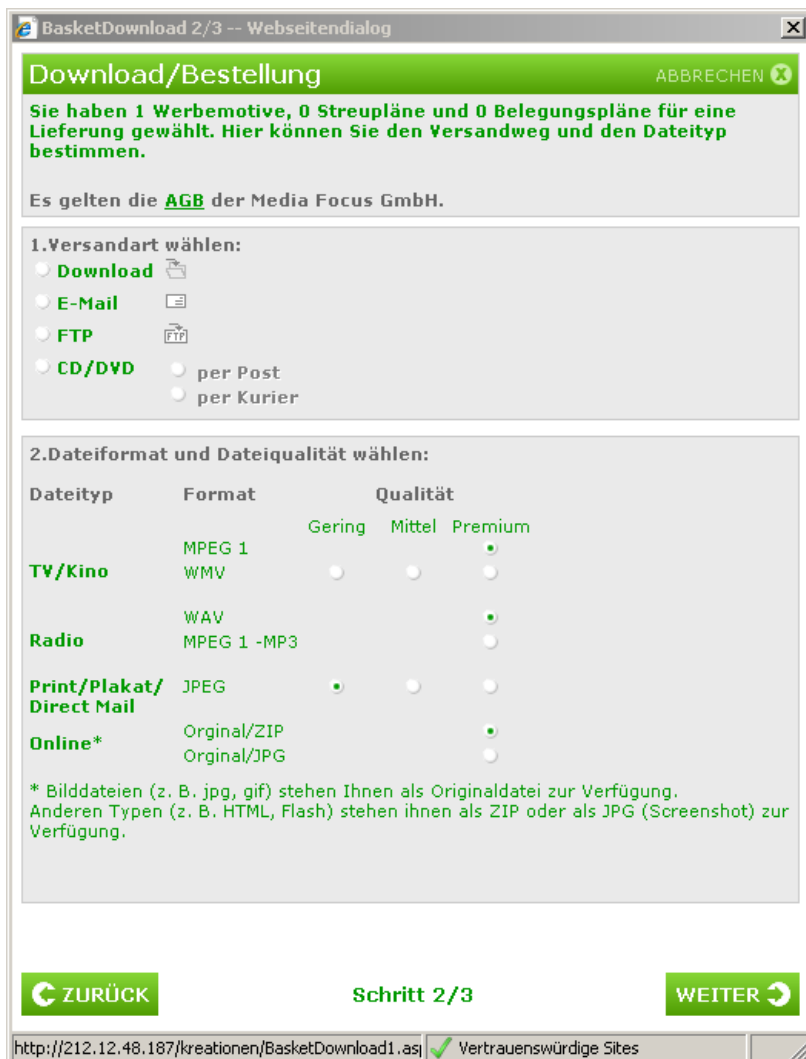 BasketDownload 2/3 -- Webseitendialog
Download/Bestellung ABBRECHEN
Sie haben 1 Werbemotive, 0 Streupläne und 0 Belegungspläne für eine
Lieferung gewählt. Hier können Sie den Versandweg und den Dateityp
bestimmen.
Es gelten die AGB der Media Focus GmbH.
1.Versandart wählen:
Download
E-Mail
FTP FTP
CD/DVD per Post
per Kurier
2.Dateiformat und Dateiqualität wählen:
Dateityp Format Qualität
Gering Mittel Premium
MPEG 1
TV/Kino WMV
WAV
Radio MPEG 1 -MP3
Print/Plakat/ JPEG
Direct Mail
Orginal/ZIP
Online*
Orginal/JPG
* Bilddateien (z. B. jpg, gif) stehen Ihnen als Originaldatei zur Verfügung.
Anderen Typen (z. B. HTML, Flash) stehen ihnen als ZIP oder als JPG (Screenshot) zur
Verfügung.
ZURÜCK Schritt 2/3 WEITER
http://212.12.48.187/kreationen/BasketDownload1.asp Vertrauenswürdige Sites